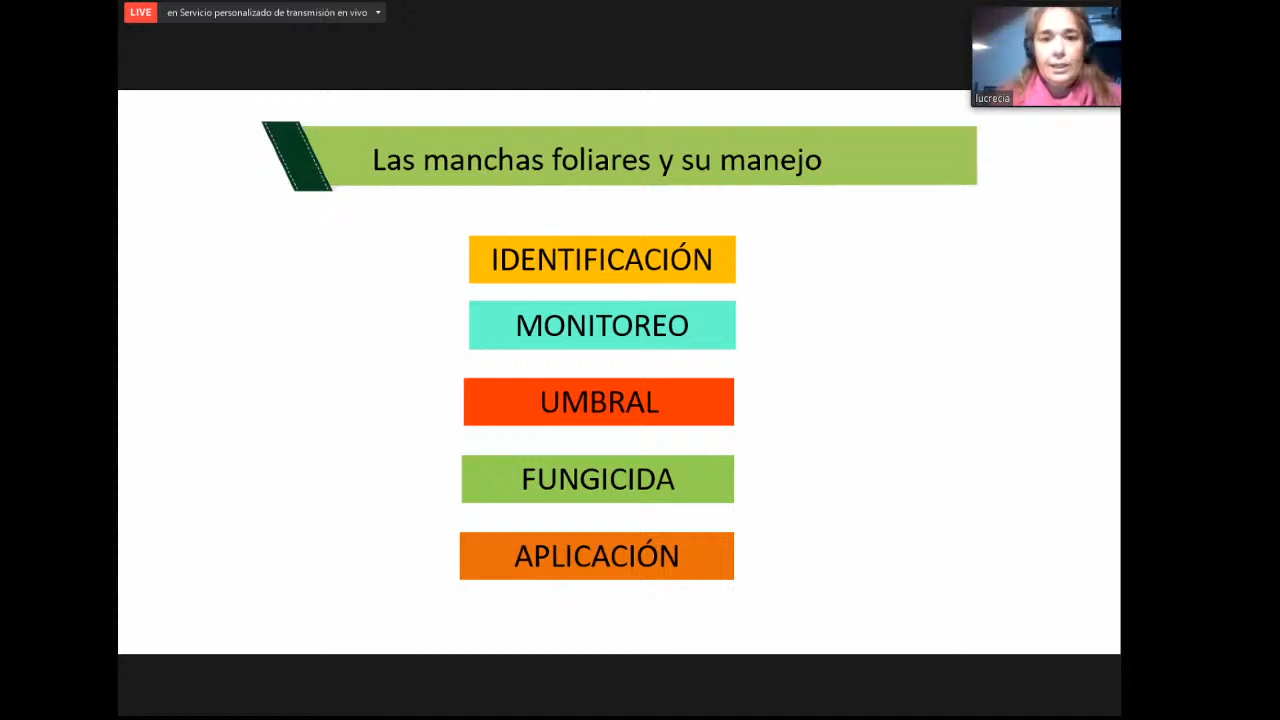 LIVE en Servicio personalizado de transmisión en vivo
lucrecia
Las manchas foliares y su manejo
IDENTIFICACIÓN
MONITOREO
UMBRAL
FUNGICIDA
APLICACIÓN